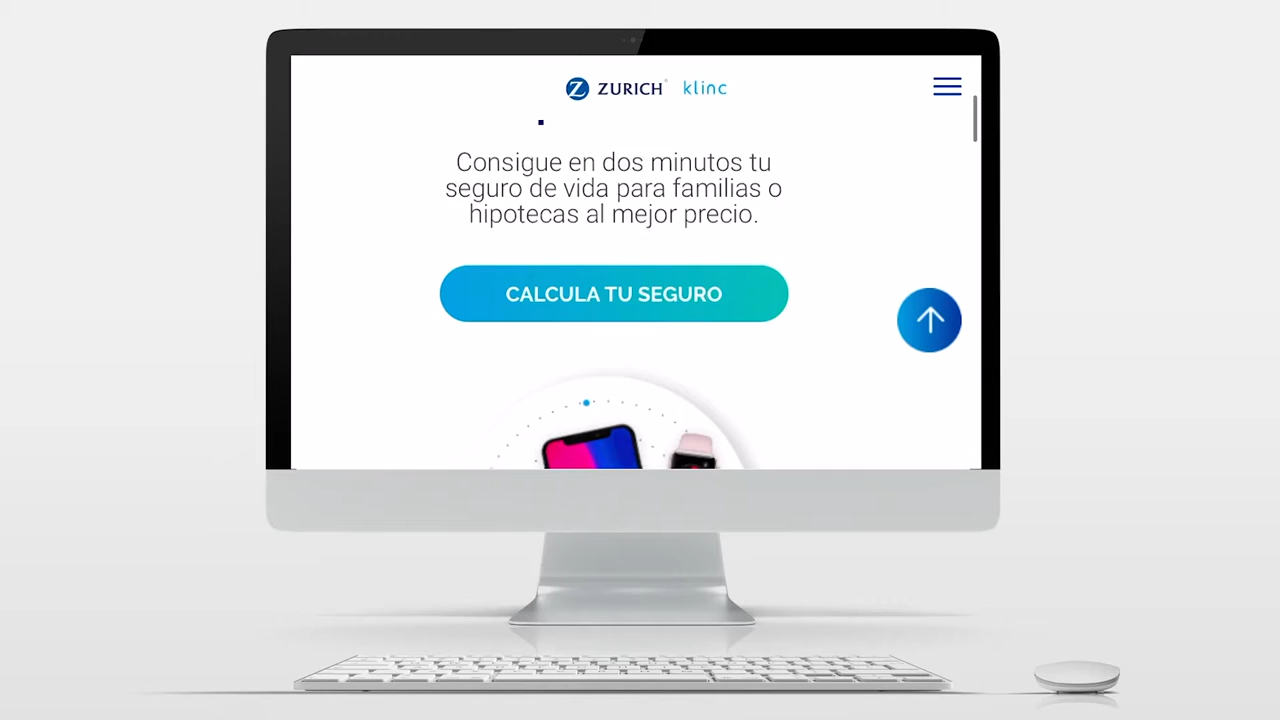 ZURICH klinc
Consigue en dos minutos tu
seguro de vida para familias o
hipotecas al mejor precio.
CALCULA TU SEGURO